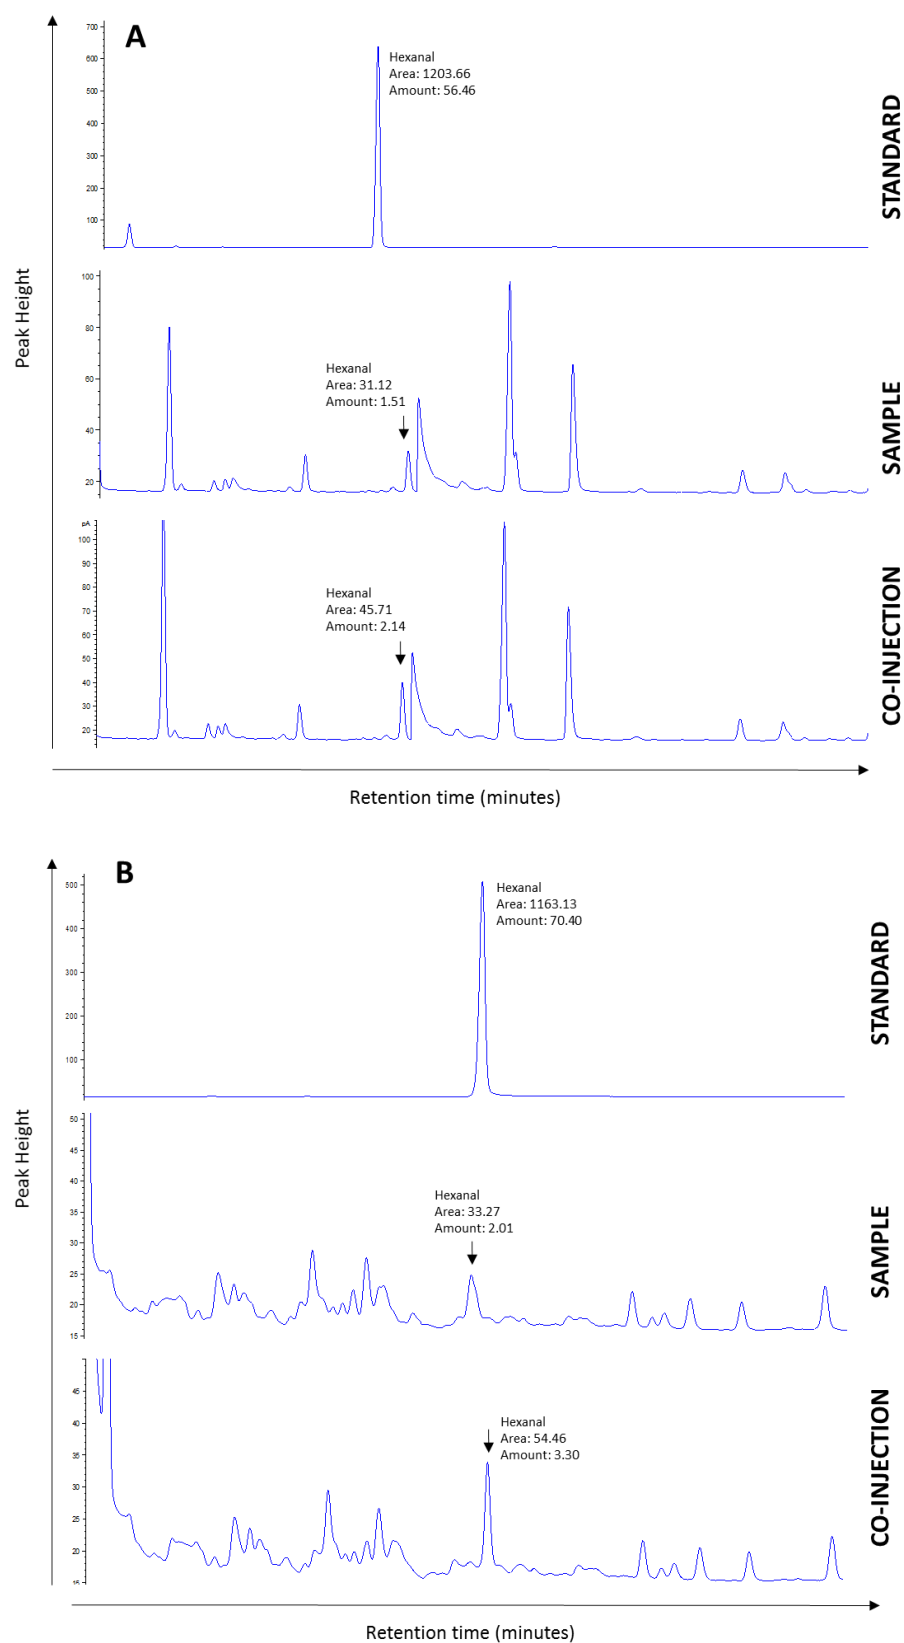 A
700
600
500
400
300
200
100
Hexanal
Area: 1203.66
Amount: 56.46
STANDARD
100
80
60
40
20
Hexanal
Area: 31.12
Amount: 1.51
SAMPLE
pA
100
90
80
70
60
50
40
30
20
Hexanal
Area: 45.71
Amount: 2.14
CO-INJECTION
Peak Height
Retention time (minutes)
B
500
400
300
200
100
Hexanal
Area: 1163.13
Amount: 70.40
STANDARD
50
45
40
35
30
25
20
15
Hexanal
Area: 33.27
Amount: 2.01
SAMPLE
45
40
35
30
25
20
15
Hexanal
Area: 54.46
Amount: 3.30
CO-INJECTION
Peak Height
Retention time (minutes)